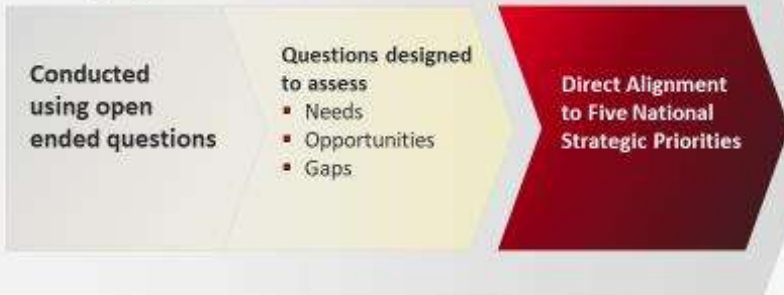 Conducted
using open
ended questions
Questions designed
to assess
▪ Needs
▪ Opportunities
▪ Gaps
Direct Alignment
to Five National
Strategic Priorities